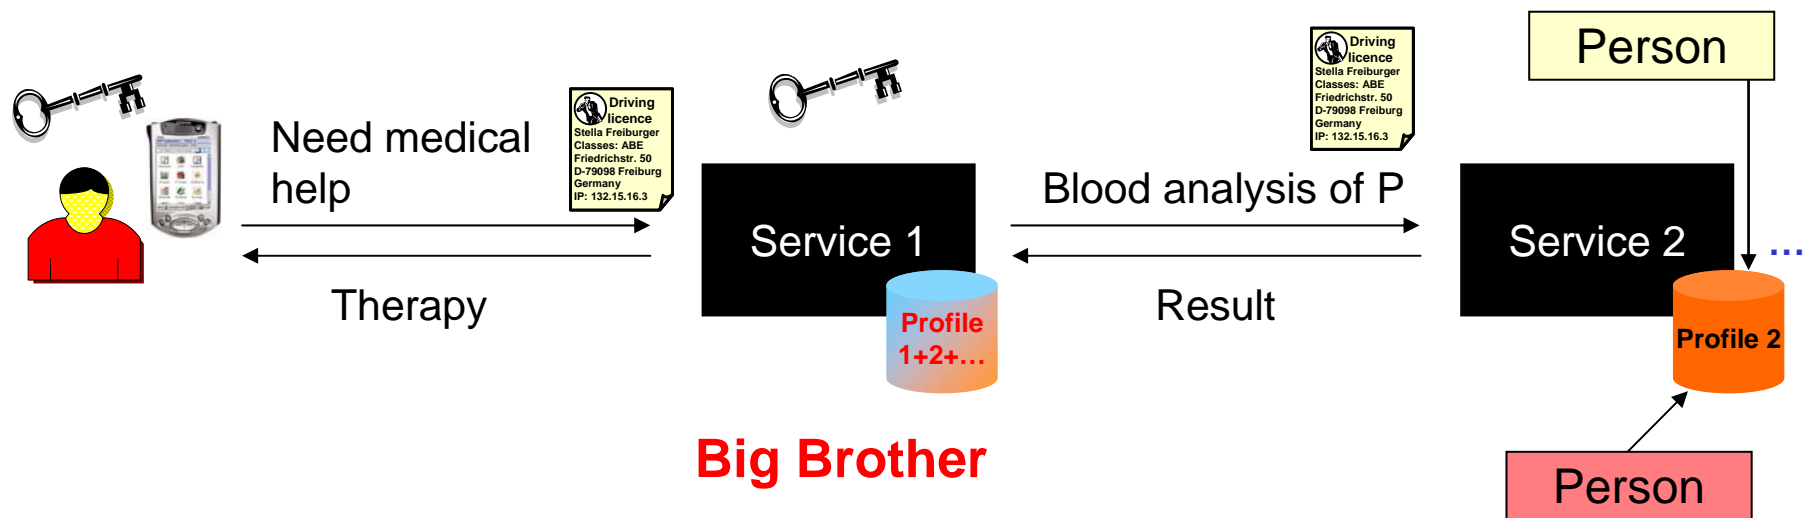 Need medical
help
Driving
licence
Stella Freiburger
Classes: ABE
Friedrichstr. 50
D-79098 Freiburg
Germany
IP: 132.15.16.3
Therapy
Service 1
Profile
1+2+...
Big Brother
Blood analysis of P
Result
Driving
licence
Stella Freiburger
Classes: ABE
Friedrichstr. 50
D-79098 Freiburg
Germany
IP: 132.15.16.3
Person
Service 2
...
Profile 2
Person